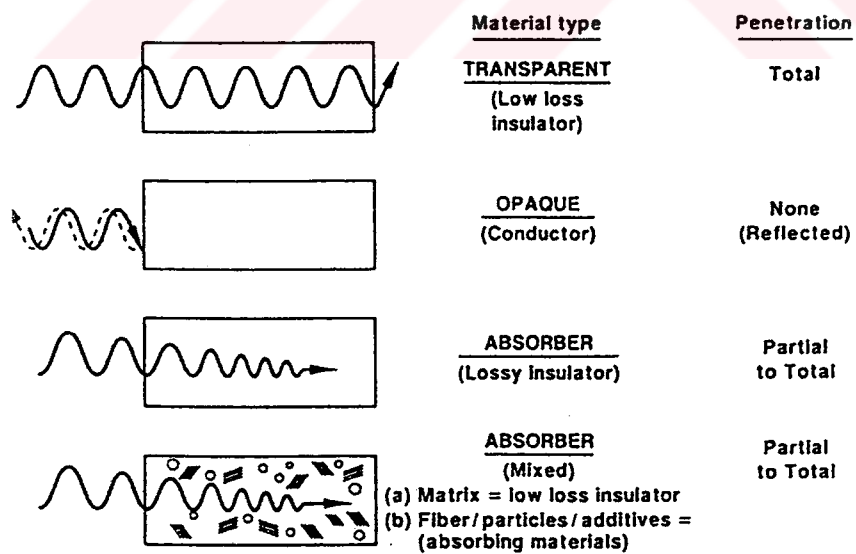 Material type Penetration
TRANSPARENT Total
(Low loss
insulator)
OPAQUE None
(Conductor) (Reflected)
ABSORBER Partial
(Lossy insulator) to Total
ABSORBER Partial
(Mixed) to Total
(a) Matrix = low loss insulator
(b) Fiber/particles/additives =
(absorbing materials)